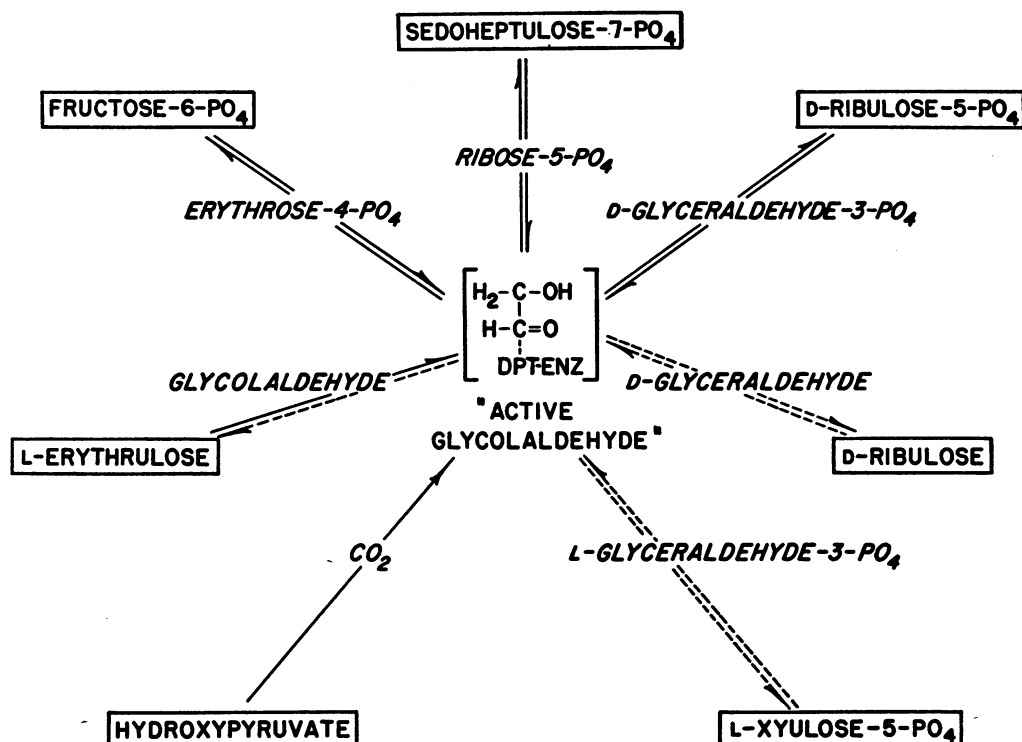 SEDOHEPTULOSE-7-PO4
FRUCTOSE-6-PO4
D-RIBULOSE-5-PO4
RIBOSE-5-PO4
ERYTHROSE-4-PO4
D-GLYCERALDEHYDE-3-PO4
H2-C-OH
H-C=O
DPT-ENZ
GLYCOLALDEHYDE
D-GLYCERALDEHYDE
"ACTIVE
GLYCOLALDEHYDE"
L-ERYTHRULOSE
D-RIBULOSE
CO2
L-GLYCERALDEHYDE-3-PO4
HYDROXYPYRUVATE
L-XYULOSE-5-PO4